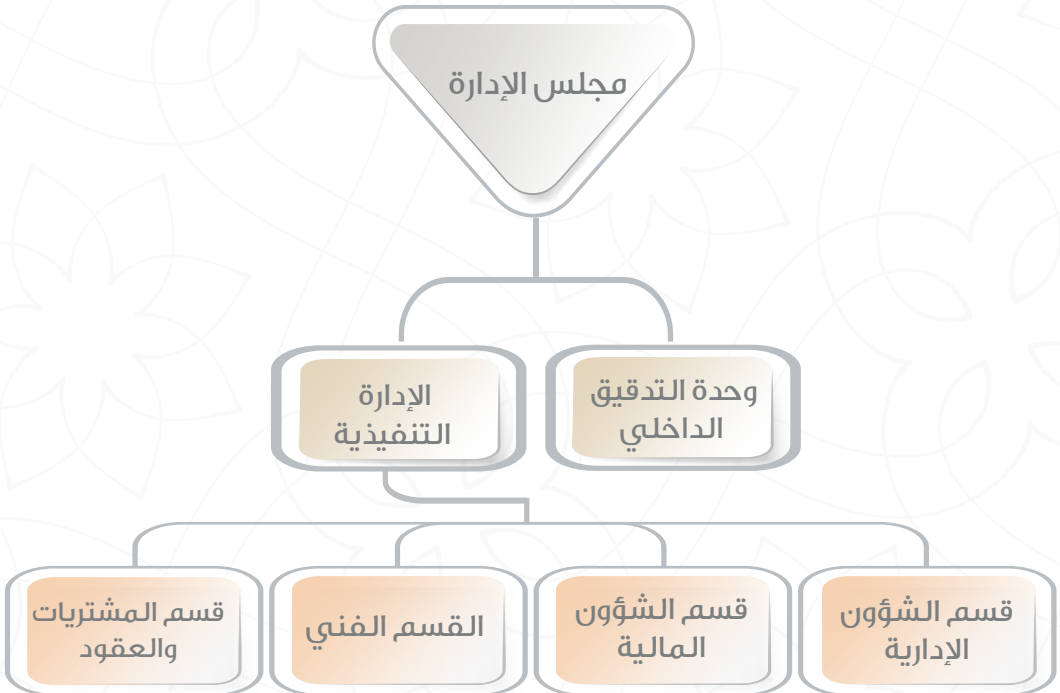 مجلس الإدارة
وحدة التدقيق
الداخلي
الإدارة
التنفيذية
قسم الشؤون
الإدارية
قسم الشؤون
المالية
القسم الفني
قسم المشتريات
والعقود